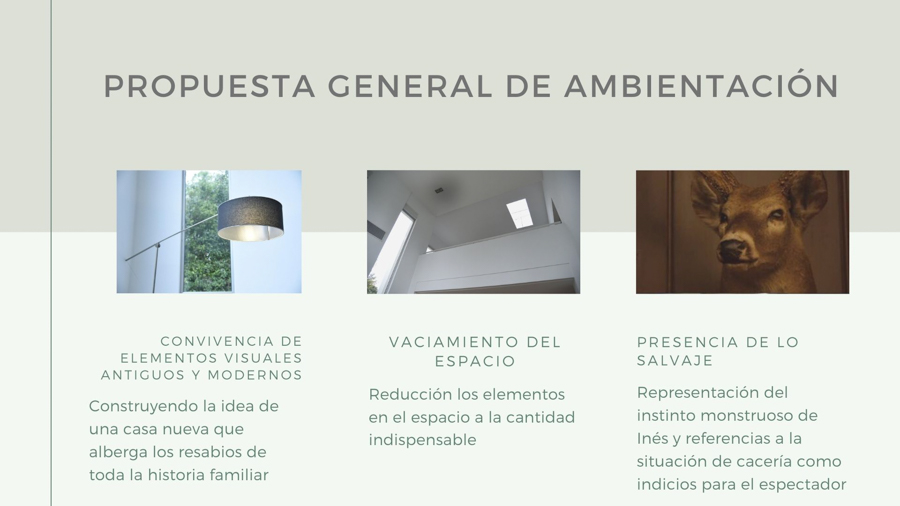 PROPUESTA GENERAL DE AMBIENTACIÓN
CONVIVENCIA DE
ELEMENTOS VISUALES
ANTIGUOS Y MODERNOS
Construyendo la idea de
una casa nueva que
alberga los resabios de
toda la historia familiar
VACIAMIENTO DEL
ESPACIO
Reducción los elementos
en el espacio a la cantidad
indispensable
PRESENCIA DE LO
SALVAJE
Representación del
instinto monstruoso de
Inés y referencias a la
situación de cacería como
indicios para el espectador